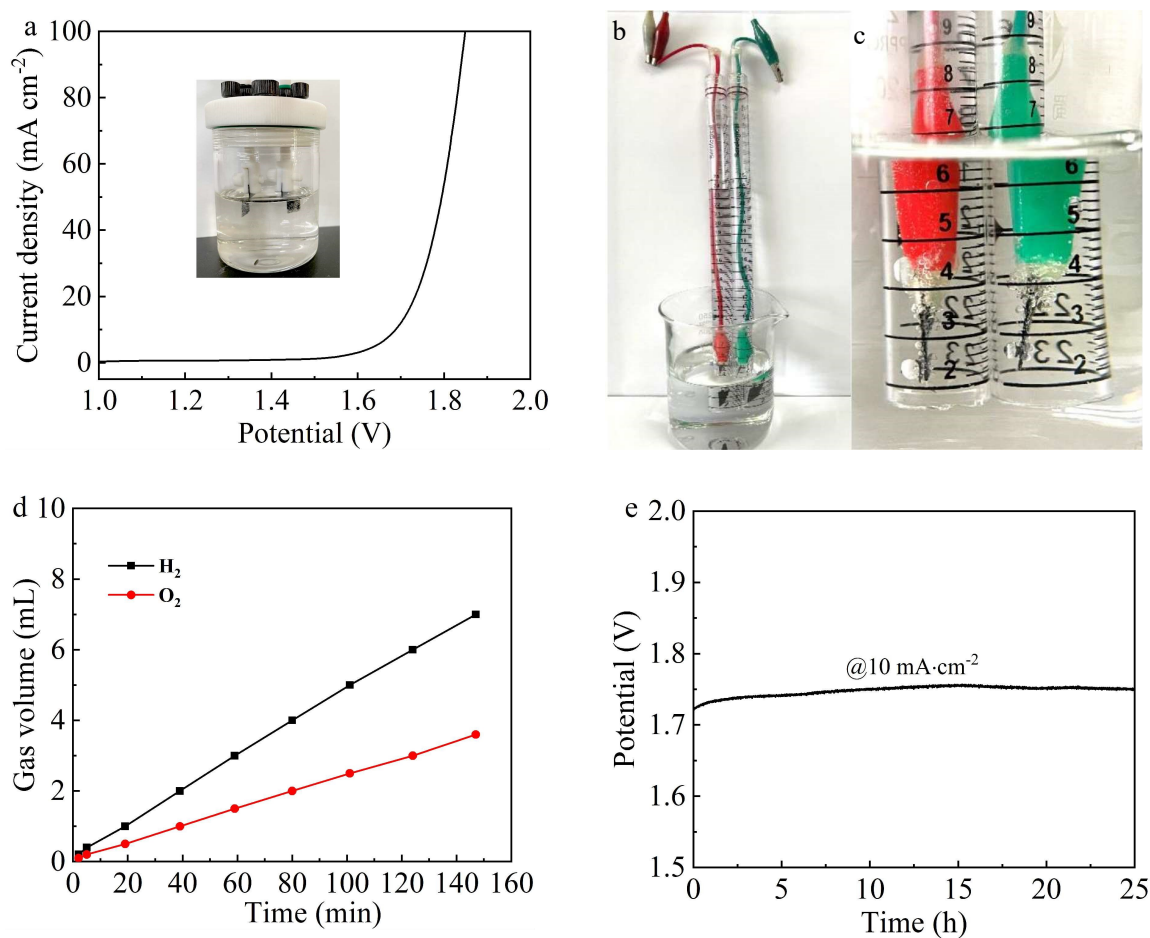 a
Current density (mA cm⁻²)
100
80
60
40
20
0
1.0 1.2 1.4 1.6 1.8 2.0
Potential (V)
b
c
9 9
8 8
7 7
6 6
5 5
4 4
3 3
2 2
d
Gas volume (mL)
10
8
6
4
2
0
H₂
O₂
0 20 40 60 80 100 120 140 160
Time (min)
e
Potential (V)
2.0
1.9
1.8
1.7
1.6
1.5
@10 mA·cm⁻²
0 5 10 15 20 25
Time (h)